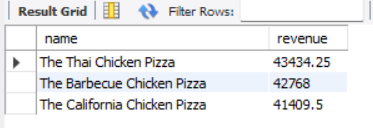 Result Grid Filter Rows:
name revenue
The Thai Chicken Pizza 43434.25
The Barbecue Chicken Pizza 42768
The California Chicken Pizza 41409.5